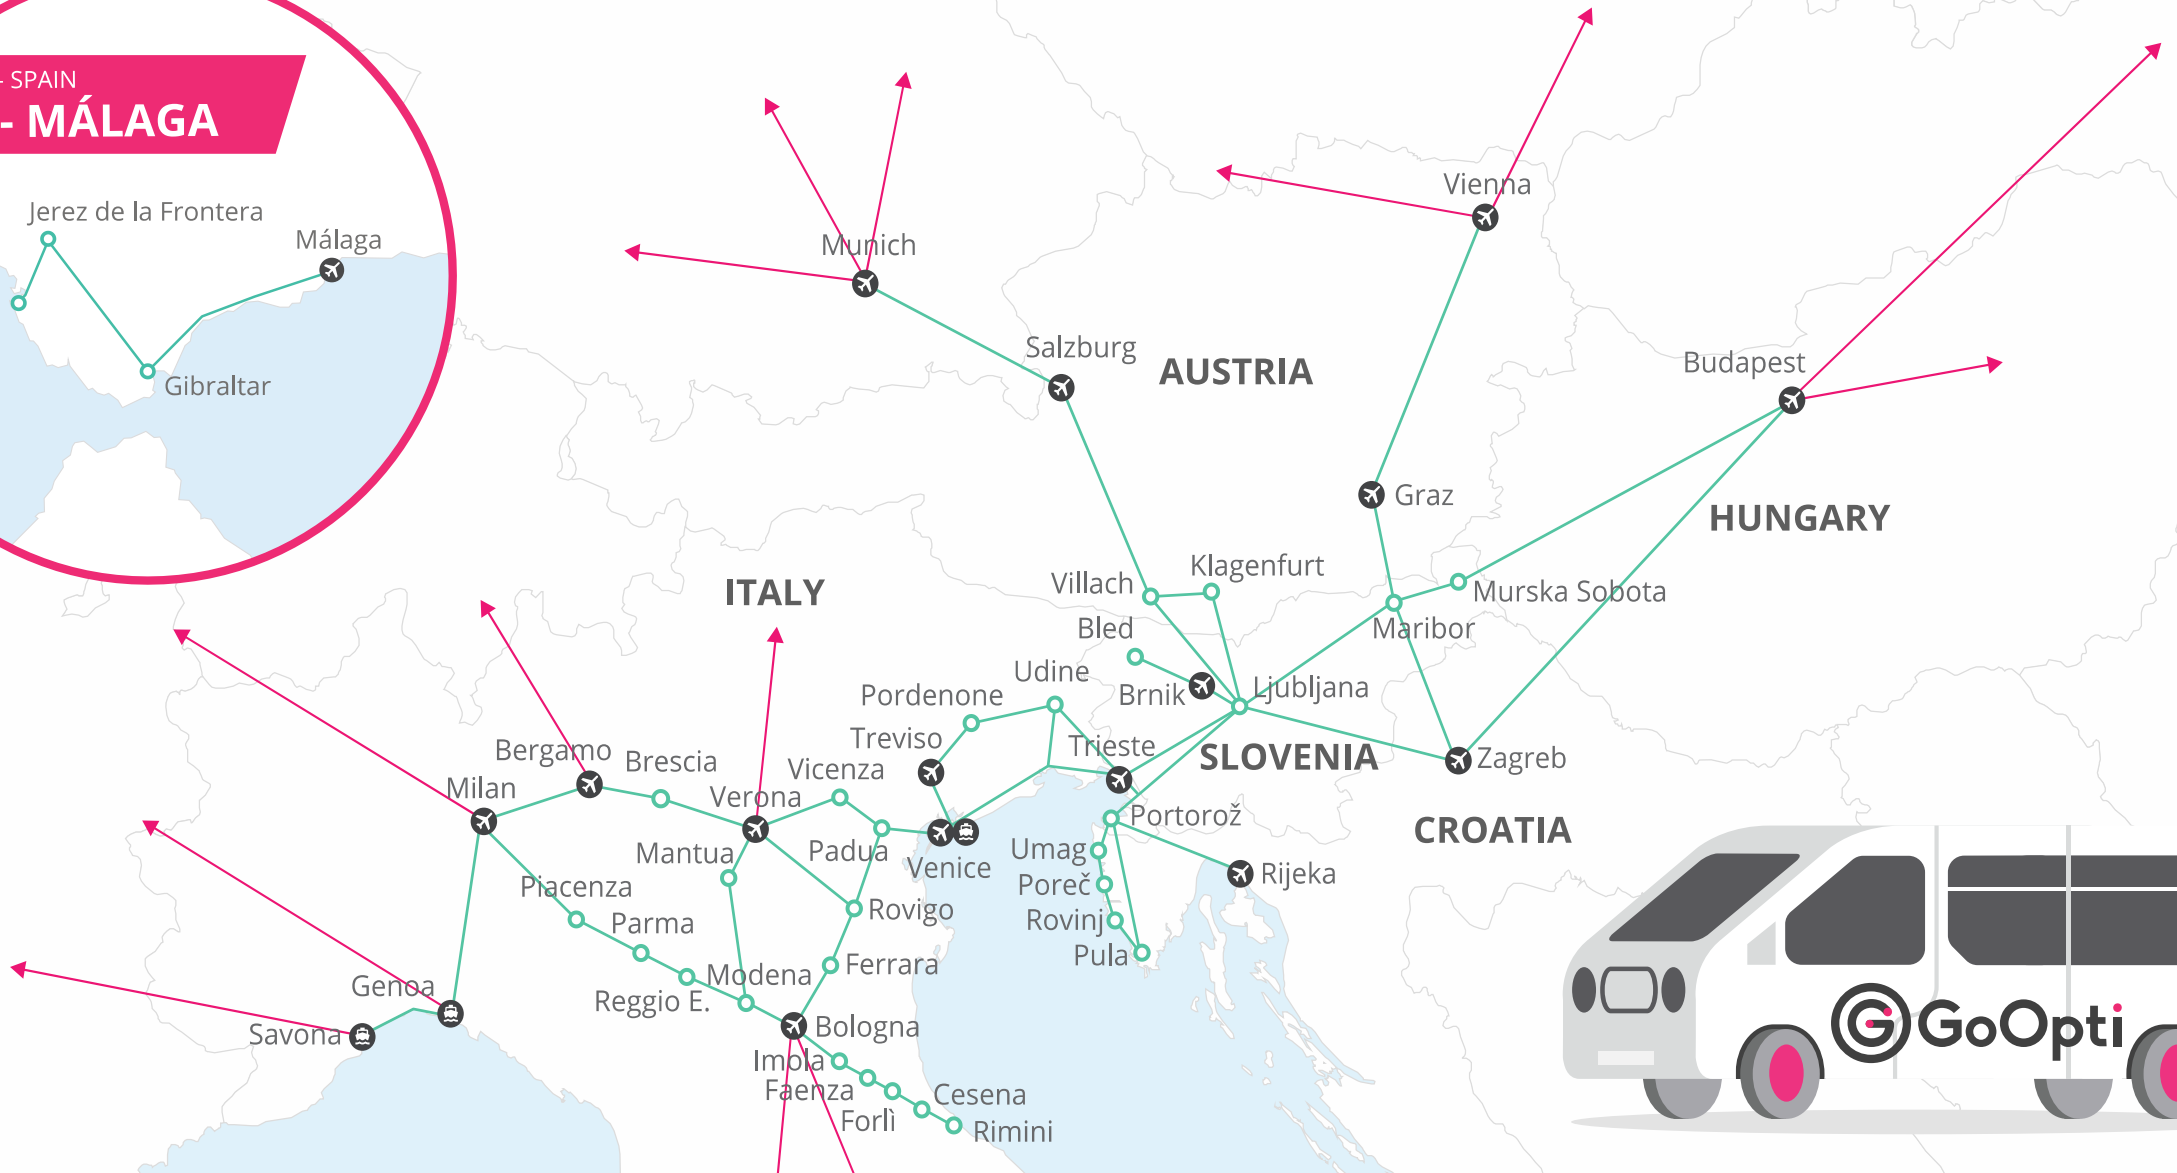 - SPAIN
- MÁLAGA
Jerez de la Frontera
Málaga
Gibraltar
Vienna
Munich
Salzburg
AUSTRIA
Budapest
Graz
HUNGARY
Klagenfurt
Villach
ITALY
Murska Sobota
Bled
Maribor
Udine
Ljubljana
Pordenone
Brnik
Treviso
Trieste
SLOVENIA
Zagreb
Bergamo
Brescia
Vicenza
Milan
Verona
Portorož
CROATIA
Mantua
Padua
Umag
Venice
Rijeka
Piacenza
Poreč
Rovigo
Parma
Rovinj
Pula
Ferrara
Modena
Genoa
Reggio E.
Savona
Bologna
GoOpti
Imola
Faenza
Cesena
Forlì
Rimini